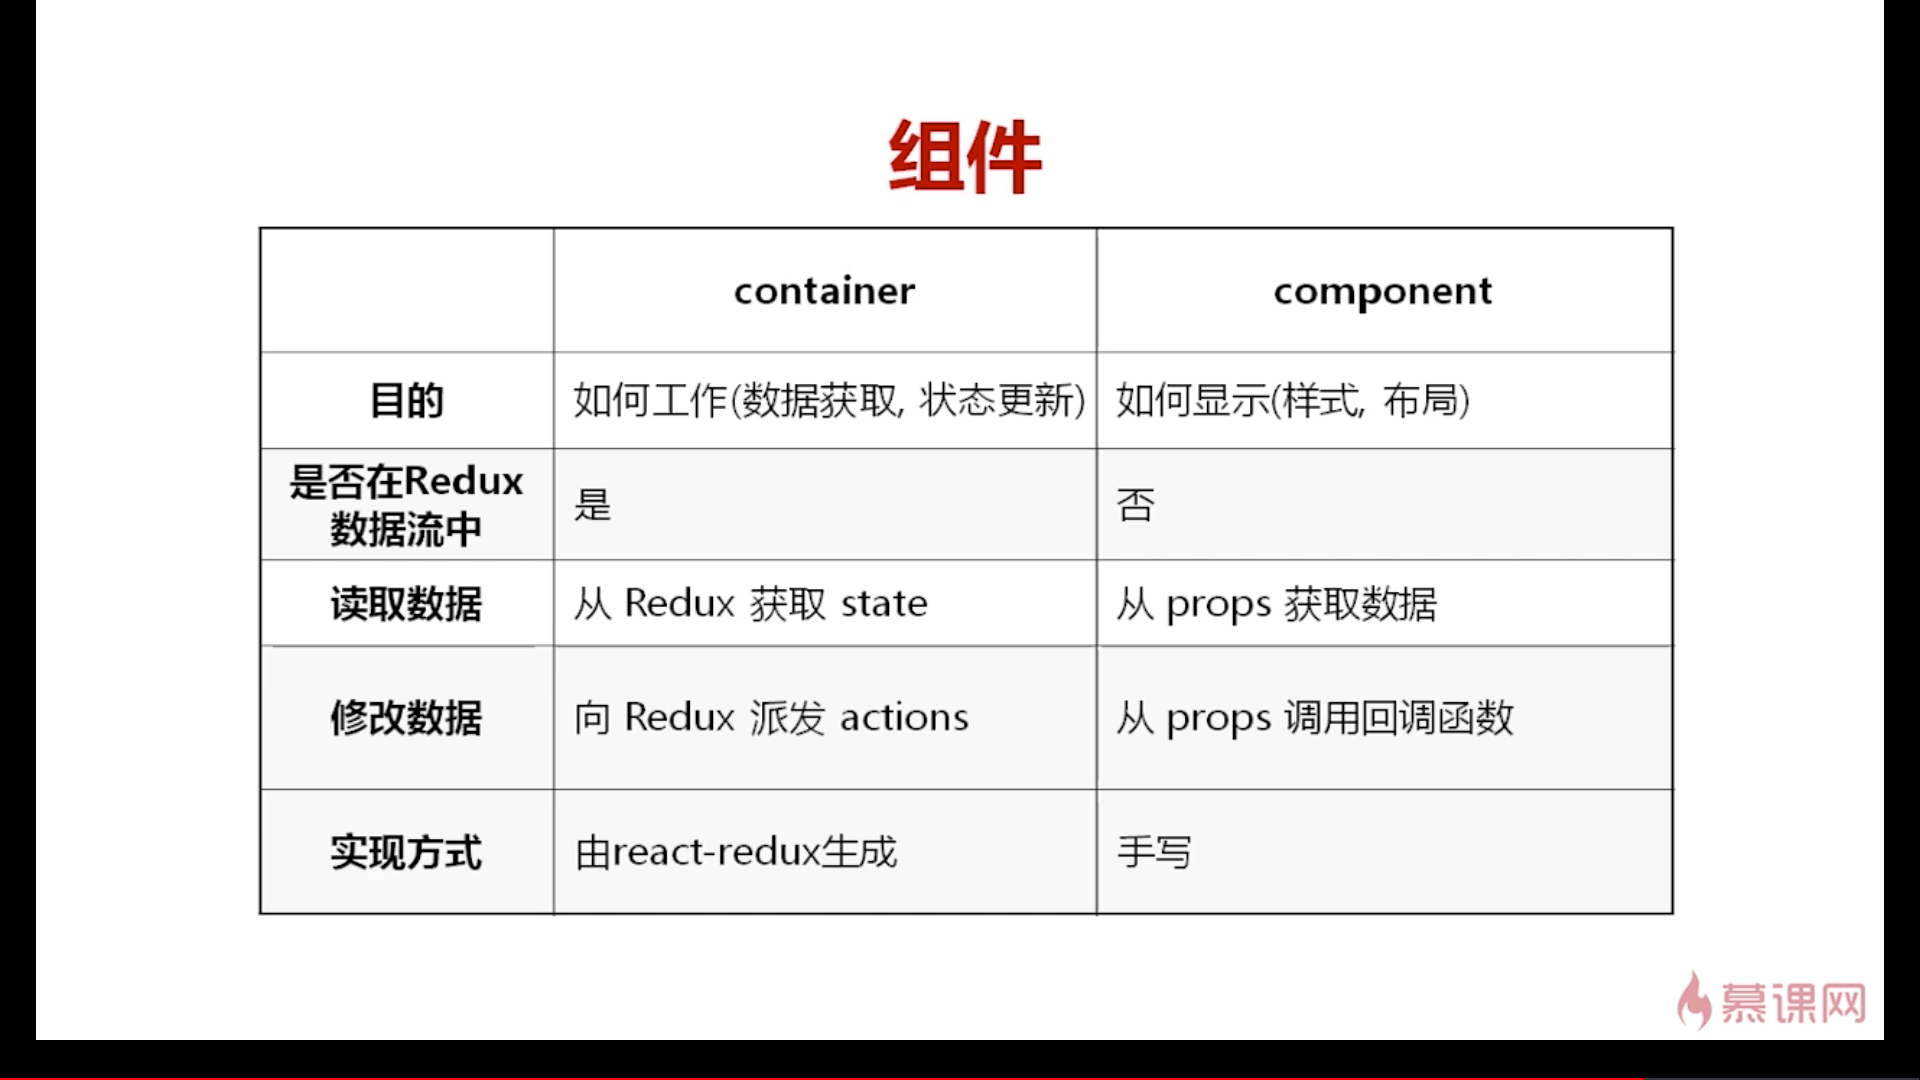 组件
container
component
目的
如何工作(数据获取, 状态更新)
如何显示(样式, 布局)
是否在Redux
数据流中
是
否
读取数据
从 Redux 获取 state
从 props 获取数据
修改数据
向 Redux 派发 actions
从 props 调用回调函数
实现方式
由react-redux生成
手写
慕课网